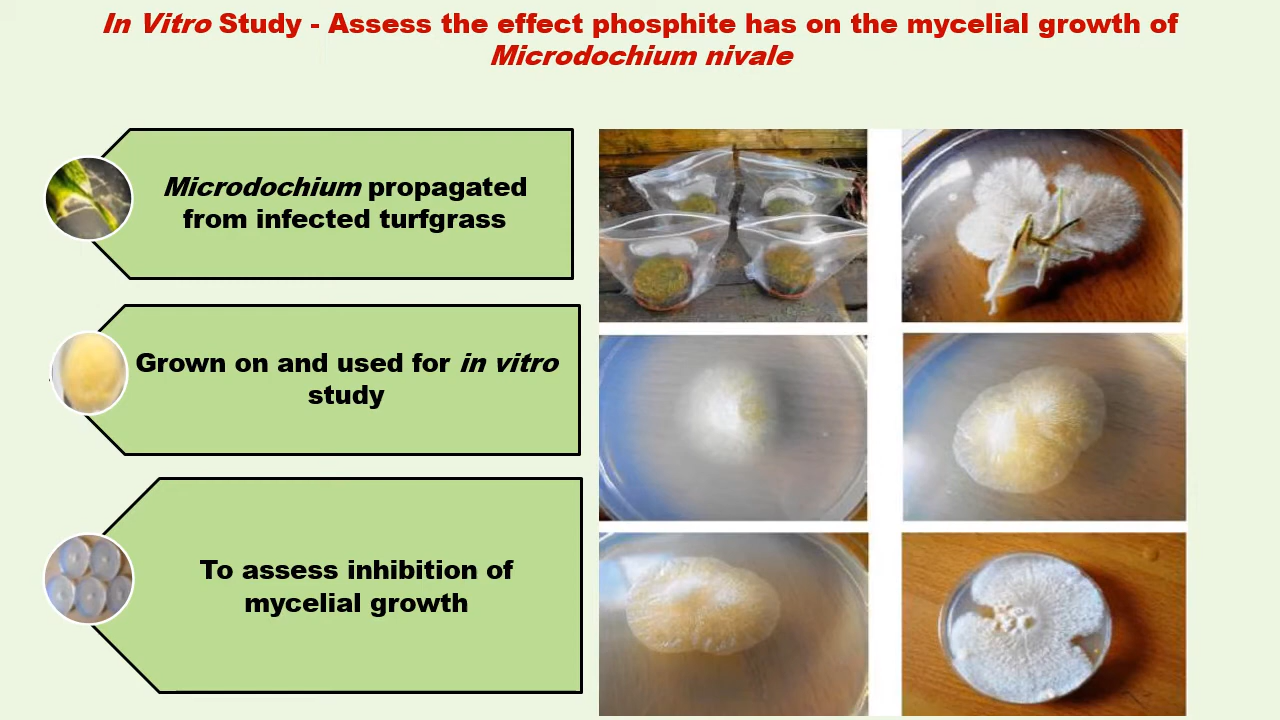 In Vitro Study - Assess the effect phosphite has on the mycelial growth of
Microdochium nivale
Microdochium propagated
from infected turfgrass
Grown on and used for in vitro
study
To assess inhibition of
mycelial growth